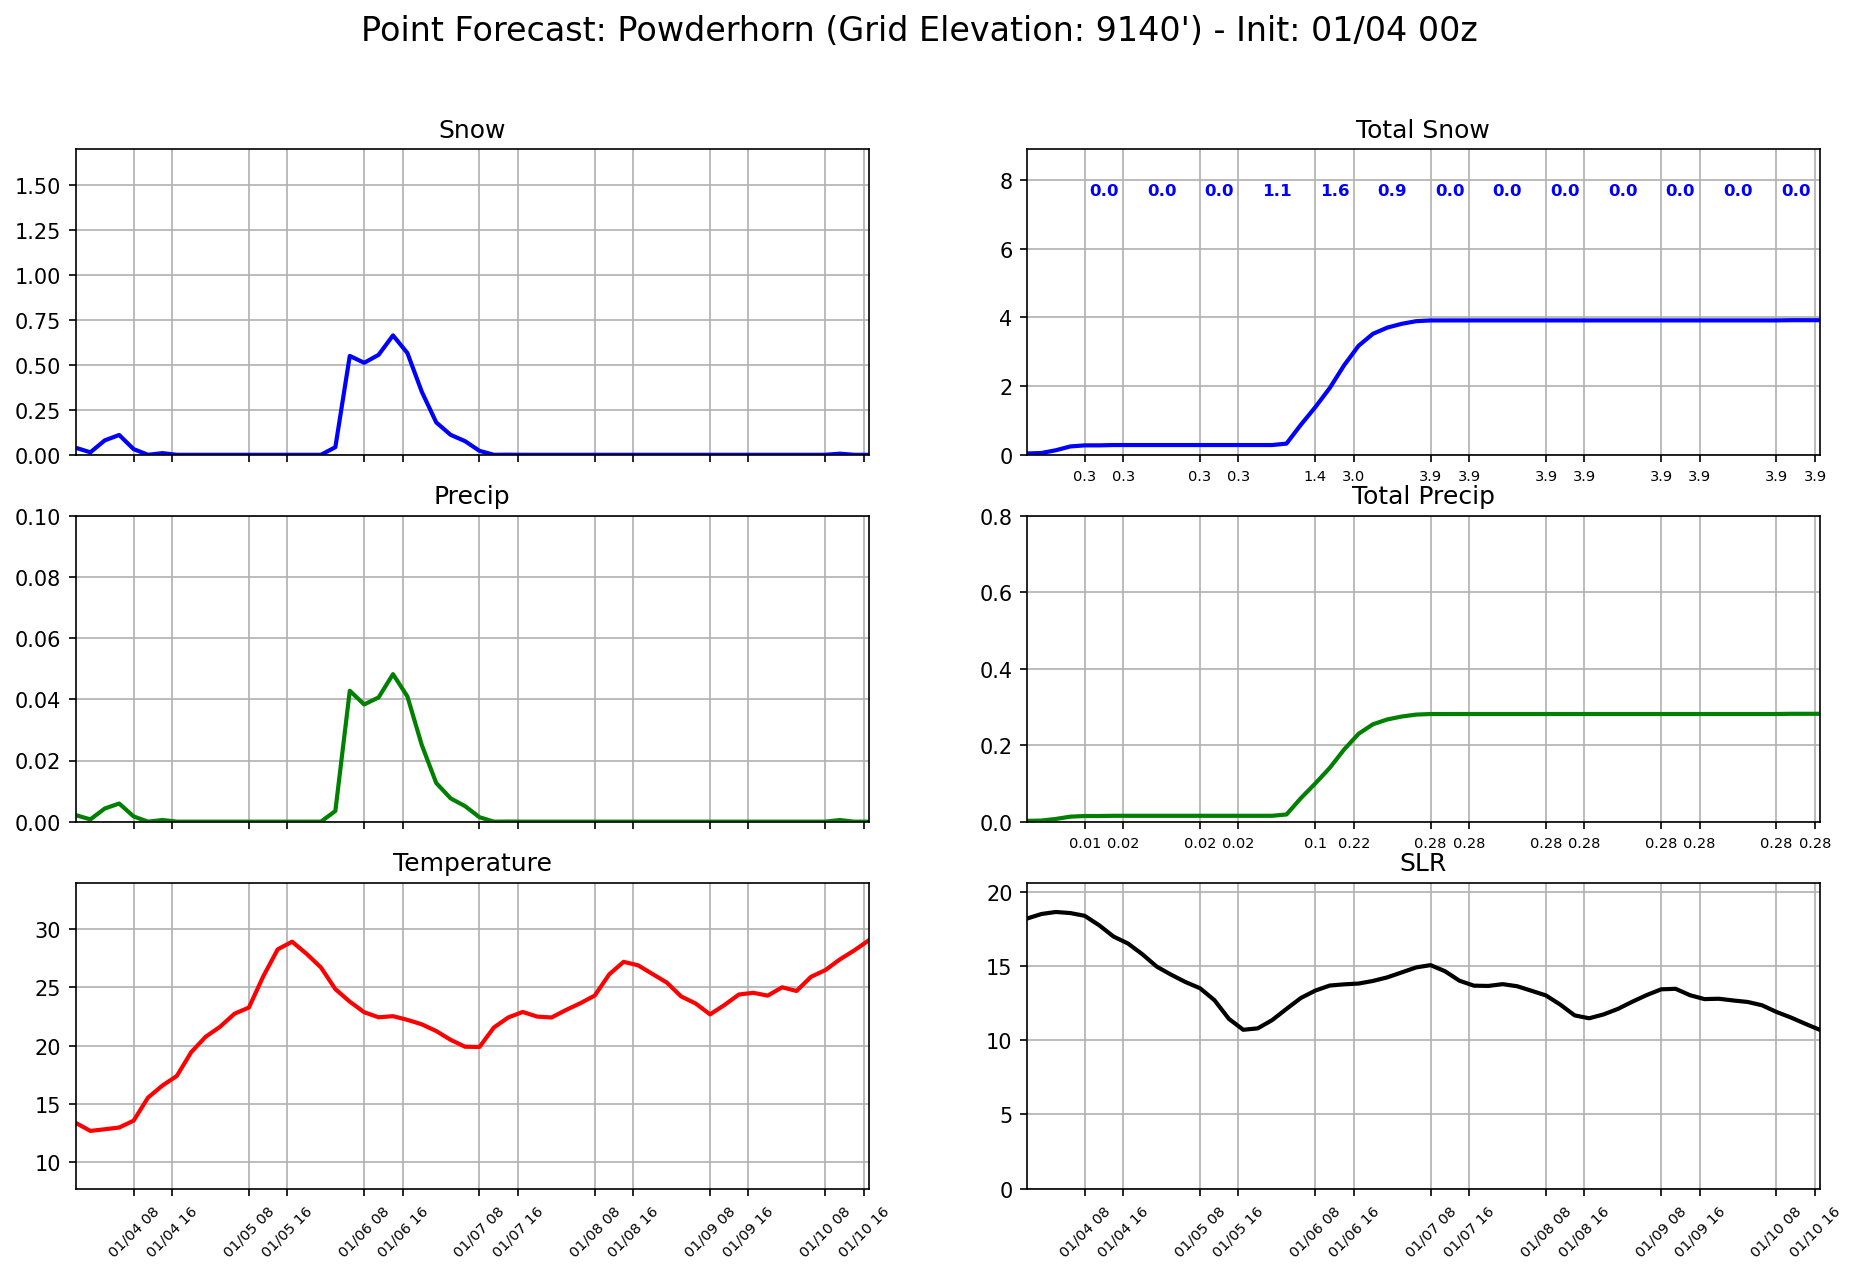 Point Forecast: Powderhorn (Grid Elevation: 9140') - Init: 01/04 00z
Snow
1.50
1.25
1.00
0.75
0.50
0.25
0.00
Total Snow
8
6
4
2
0
0.0 0.0 0.0 1.1 1.6 0.9 0.0 0.0 0.0 0.0 0.0 0.0 0.0
0.3 0.3 0.3 0.3 1.4 3.0 3.9 3.9 3.9 3.9 3.9 3.9 3.9 3.9
Precip
0.10
0.08
0.06
0.04
0.02
0.00
Total Precip
0.8
0.6
0.4
0.2
0.0
0.01 0.02 0.02 0.02 0.1 0.22 0.28 0.28 0.28 0.28 0.28 0.28 0.28 0.28
Temperature
30
25
20
15
10
01/04 08 01/04 16 01/05 08 01/05 16 01/06 08 01/06 16 01/07 08 01/07 16 01/08 08 01/08 16 01/09 08 01/09 16 01/10 08 01/10 16
SLR
20
15
10
5
0
01/04 08 01/04 16 01/05 08 01/05 16 01/06 08 01/06 16 01/07 08 01/07 16 01/08 08 01/08 16 01/09 08 01/09 16 01/10 08 01/10 16